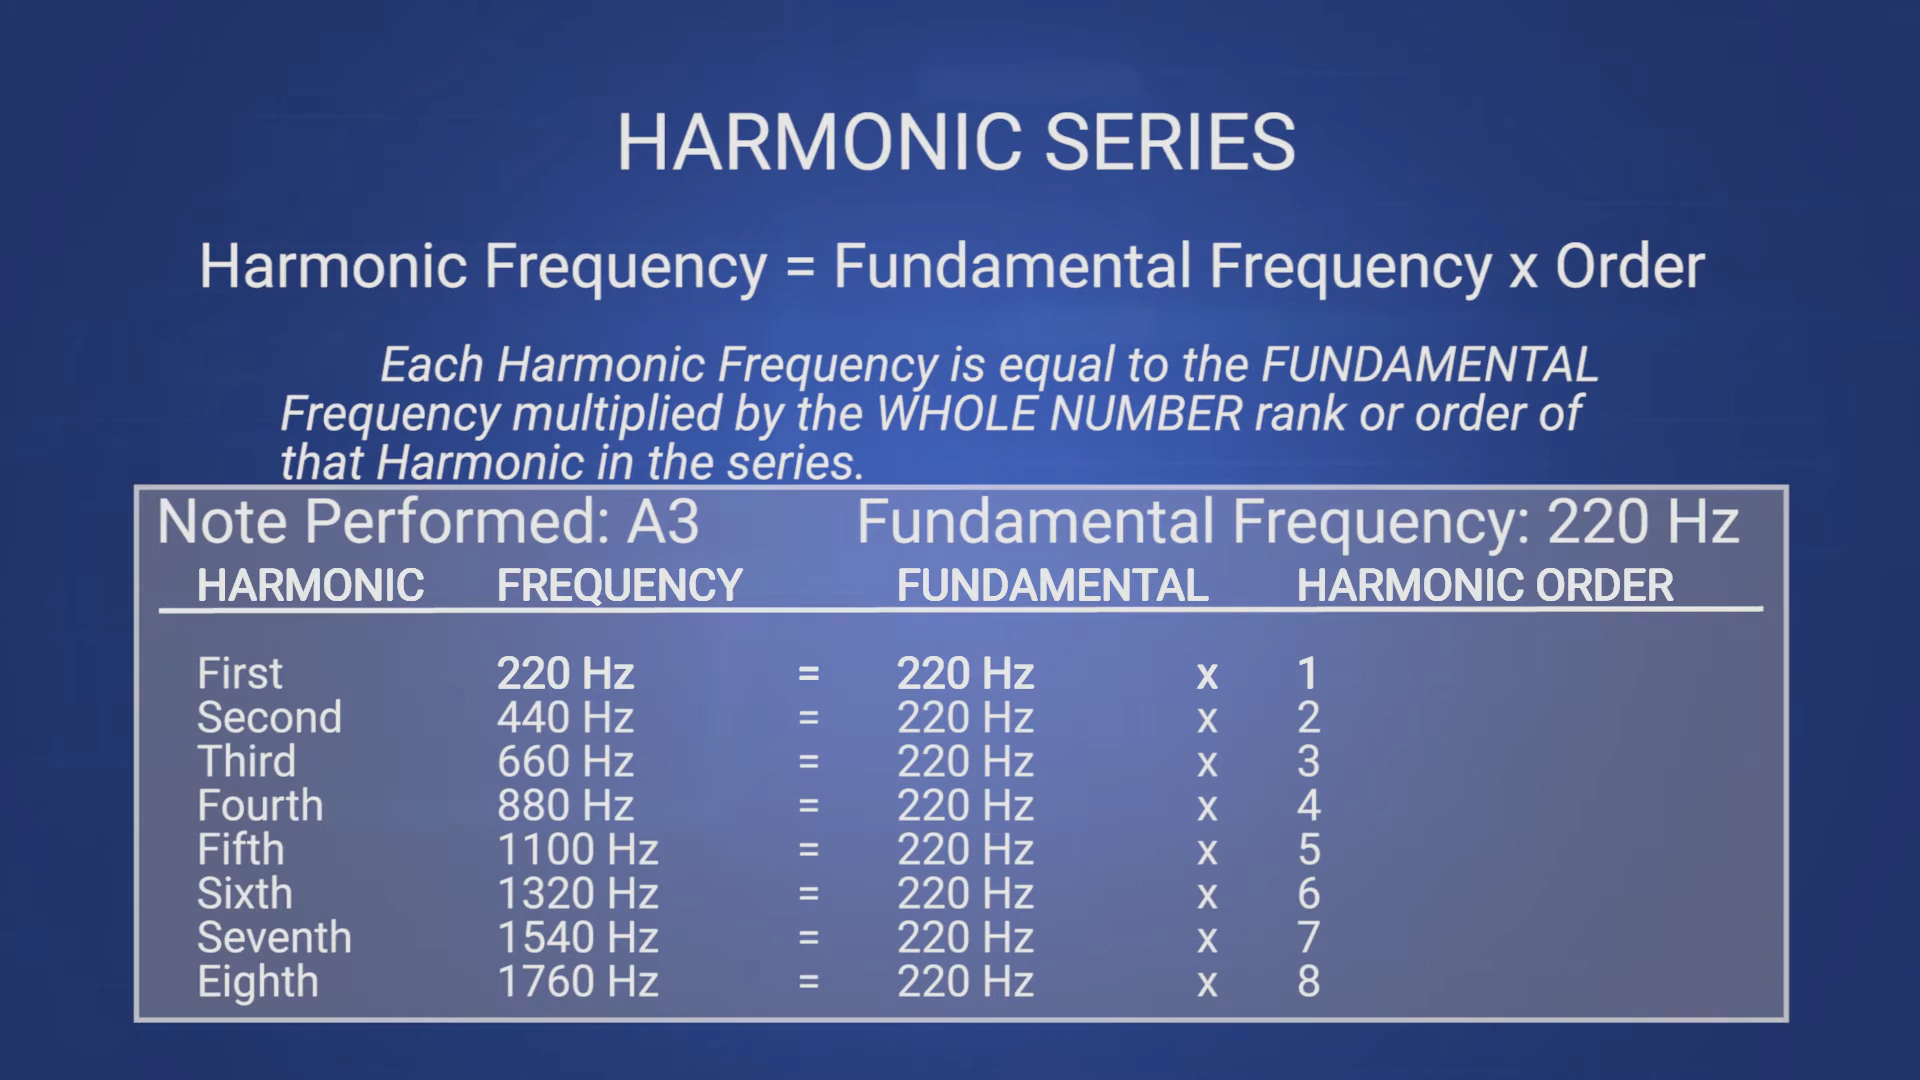 HARMONIC SERIES
Harmonic Frequency = Fundamental Frequency x Order
Each Harmonic Frequency is equal to the FUNDAMENTAL
Frequency multiplied by the WHOLE NUMBER rank or order of
that Harmonic in the series.
Note Performed: A3 Fundamental Frequency: 220 Hz
HARMONIC FREQUENCY FUNDAMENTAL HARMONIC ORDER
First 220 Hz = 220 Hz x 1
Second 440 Hz = 220 Hz x 2
Third 660 Hz = 220 Hz x 3
Fourth 880 Hz = 220 Hz x 4
Fifth 1100 Hz = 220 Hz x 5
Sixth 1320 Hz = 220 Hz x 6
Seventh 1540 Hz = 220 Hz x 7
Eighth 1760 Hz = 220 Hz x 8